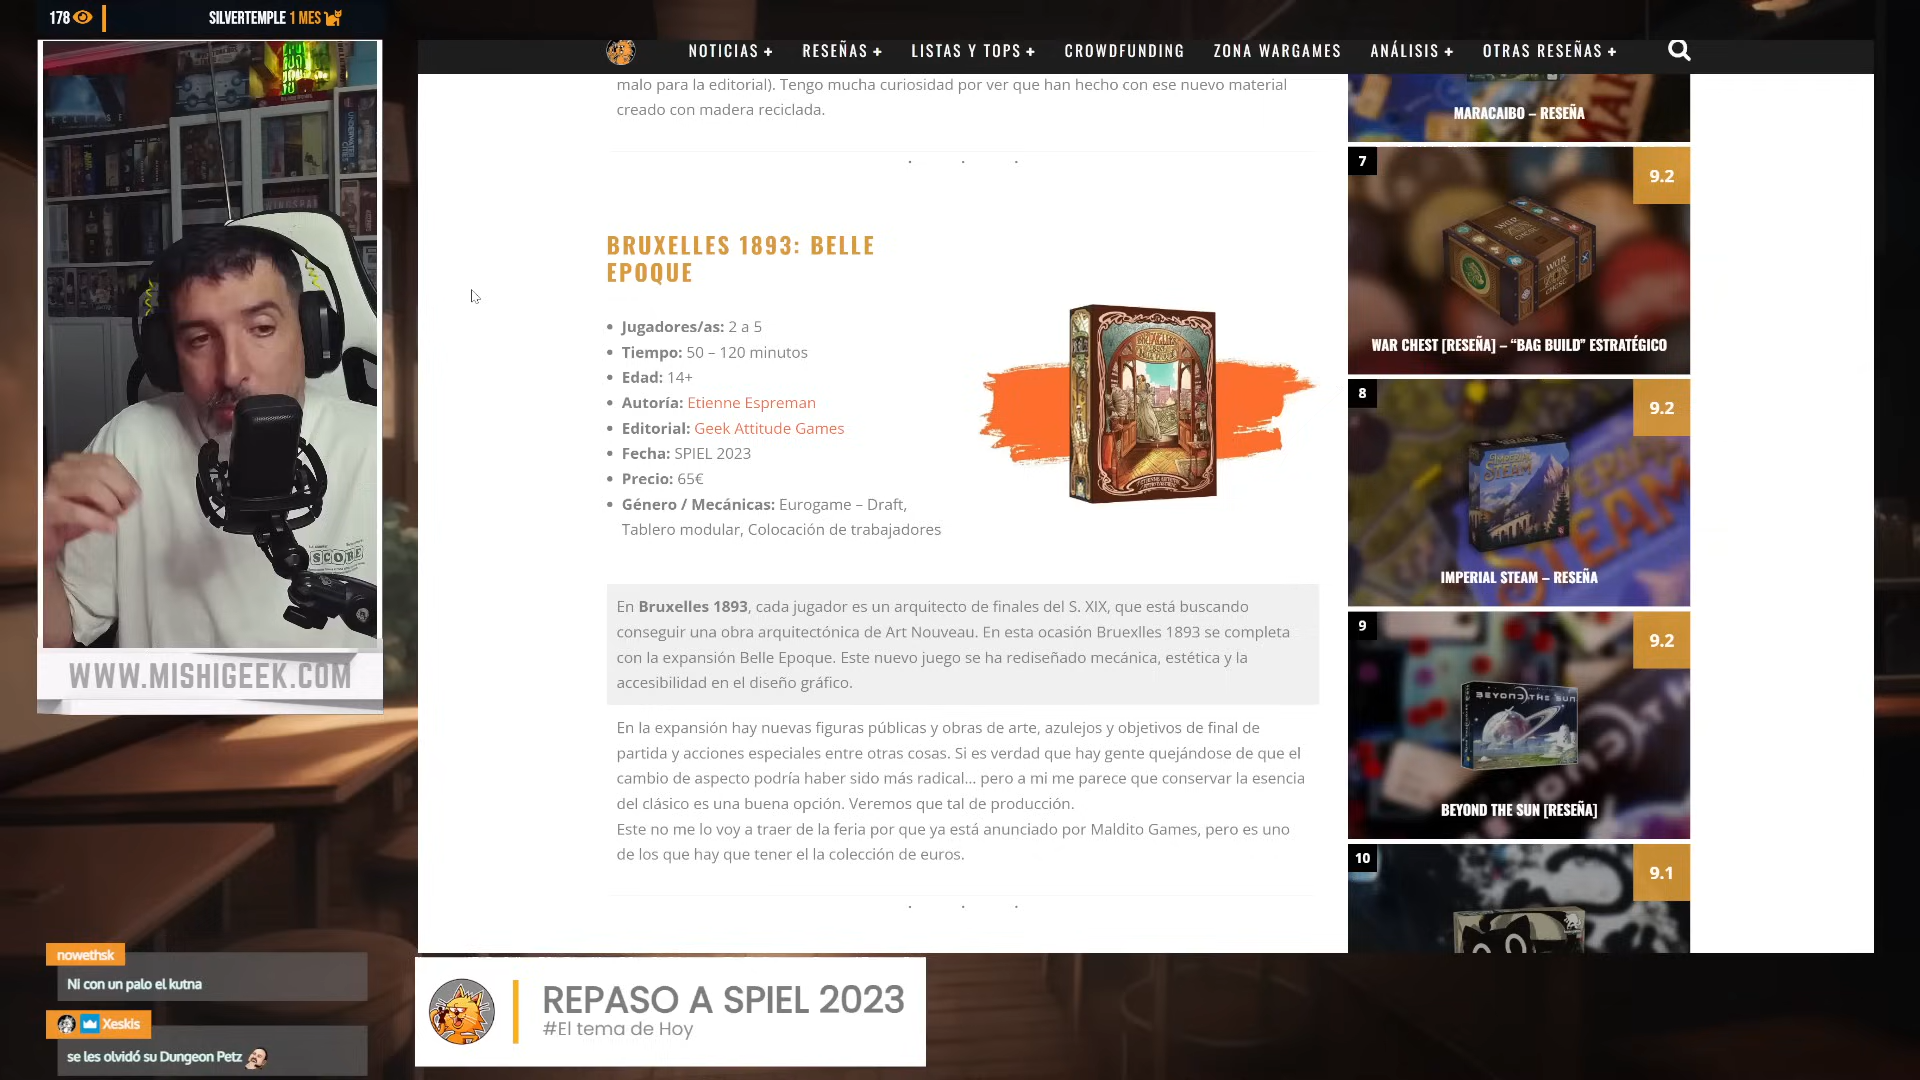 178
SILVERTEMPLE 1 MES
NOTICIAS +
RESEÑAS +
LISTAS Y TOPS +
CROWDFUNDING
ZONA WARGAMES
ANÁLISIS +
OTRAS RESEÑAS +
ECLIPSE
UNDERWATER CITIES
WINGSPAN
SCORE
WWW.MISHIGEEK.COM
malo para la editorial). Tengo mucha curiosidad por ver que han hecho con ese nuevo material
creado con madera reciclada.
BRUXELLES 1893: BELLE
EPOQUE
• Jugadores/as: 2 a 5
• Tiempo: 50 – 120 minutos
• Edad: 14+
• Autoría: Etienne Espreman
• Editorial: Geek Attitude Games
• Fecha: SPIEL 2023
• Precio: 65€
• Género / Mecánicas: Eurogame – Draft,
Tablero modular, Colocación de trabajadores
En Bruxelles 1893, cada jugador es un arquitecto de finales del S. XIX, que está buscando
conseguir una obra arquitectónica de Art Nouveau. En esta ocasión Bruexlles 1893 se completa
con la expansión Belle Epoque. Este nuevo juego se ha rediseñado mecánica, estética y la
accesibilidad en el diseño gráfico.
En la expansión hay nuevas figuras públicas y obras de arte, azulejos y objetivos de final de
partida y acciones especiales entre otras cosas. Si es verdad que hay gente quejándose de que el
cambio de aspecto podría haber sido más radical... pero a mi me parece que conservar la esencia
del clásico es una buena opción. Veremos que tal de producción.
Este no me lo voy a traer de la feria por que ya está anunciado por Maldito Games, pero es uno
de los que hay que tener el la colección de euros.
MARACAIBO – RESEÑA
7
9.2
WAR CHEST
WAR CHEST [RESEÑA] – “BAG BUILD” ESTRATÉGICO
8
9.2
IMPERIAL STEAM
STEAM
IMPERIAL STEAM – RESEÑA
9
9.2
BEYOND THE SUN
BEYOND THE SUN [RESEÑA]
10
9.1
nowethsk
Ni con un palo el kutna
Xeskis
se les olvidó su Dungeon Petz
REPASO A SPIEL 2023
#El tema de Hoy